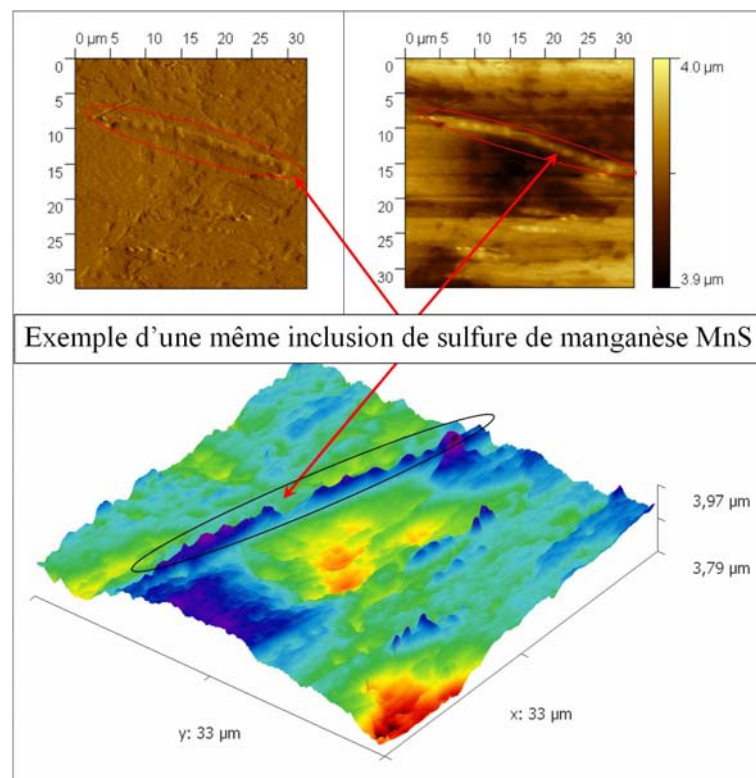 0 µm 5 10 15 20 25 30
0
5
10
15
20
25
30
0 µm 5 10 15 20 25 30
0
5
10
15
20
25
30
4.0 µm
3.9 µm
Exemple d’une même inclusion de sulfure de manganèse MnS
3,97 µm
3,79 µm
y: 33 µm
x: 33 µm